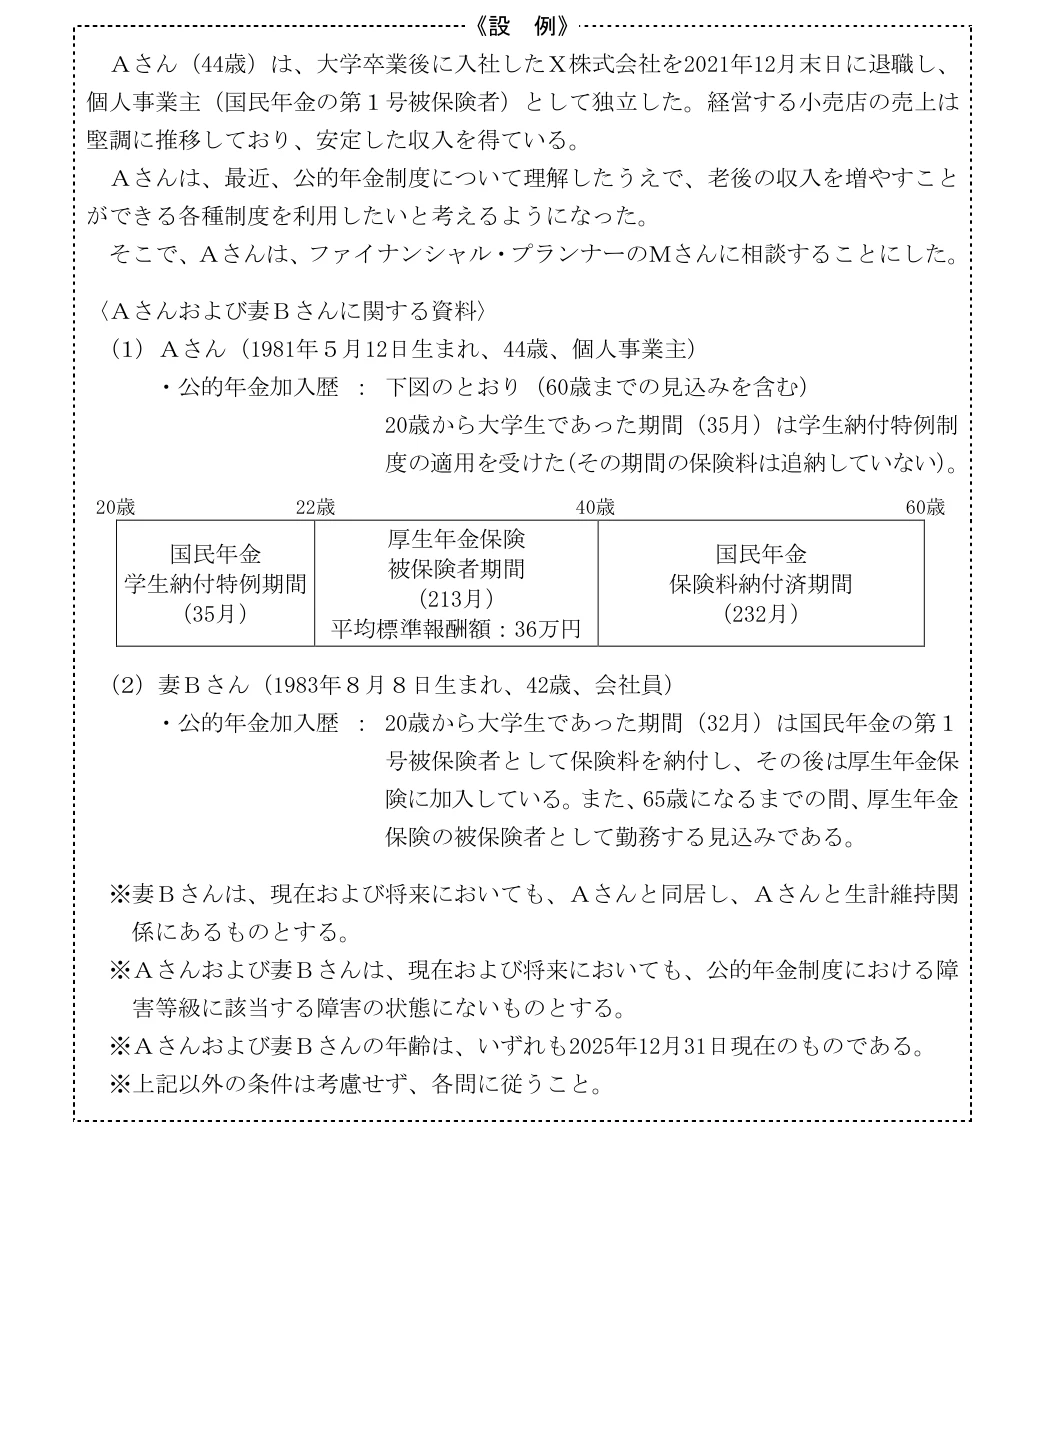 《設　例》
Ａさん（44歳）は、大学卒業後に入社したＸ株式会社を2021年12月末日に退職し、
個人事業主（国民年金の第１号被保険者）として独立した。経営する小売店の売上は
堅調に推移しており、安定した収入を得ている。
Ａさんは、最近、公的年金制度について理解したうえで、老後の収入を増やすこと
ができる各種制度を利用したいと考えるようになった。
そこで、Ａさんは、ファイナンシャル・プランナーのＭさんに相談することにした。
〈Ａさんおよび妻Ｂさんに関する資料〉
（1）Ａさん（1981年５月12日生まれ、44歳、個人事業主）
・公的年金加入歴 ： 下図のとおり（60歳までの見込みを含む）
20歳から大学生であった期間（35月）は学生納付特例制
度の適用を受けた（その期間の保険料は追納していない）。
20歳 22歳 40歳 60歳
国民年金
学生納付特例期間
（35月）
厚生年金保険
被保険者期間
（213月）
平均標準報酬額：36万円
国民年金
保険料納付済期間
（232月）
（2）妻Ｂさん（1983年８月８日生まれ、42歳、会社員）
・公的年金加入歴 ： 20歳から大学生であった期間（32月）は国民年金の第１
号被保険者として保険料を納付し、その後は厚生年金保
険に加入している。また、65歳になるまでの間、厚生年金
保険の被保険者として勤務する見込みである。
※妻Ｂさんは、現在および将来においても、Ａさんと同居し、Ａさんと生計維持関
係にあるものとする。
※Ａさんおよび妻Ｂさんは、現在および将来においても、公的年金制度における障
害等級に該当する障害の状態にないものとする。
※Ａさんおよび妻Ｂさんの年齢は、いずれも2025年12月31日現在のものである。
※上記以外の条件は考慮せず、各問に従うこと。